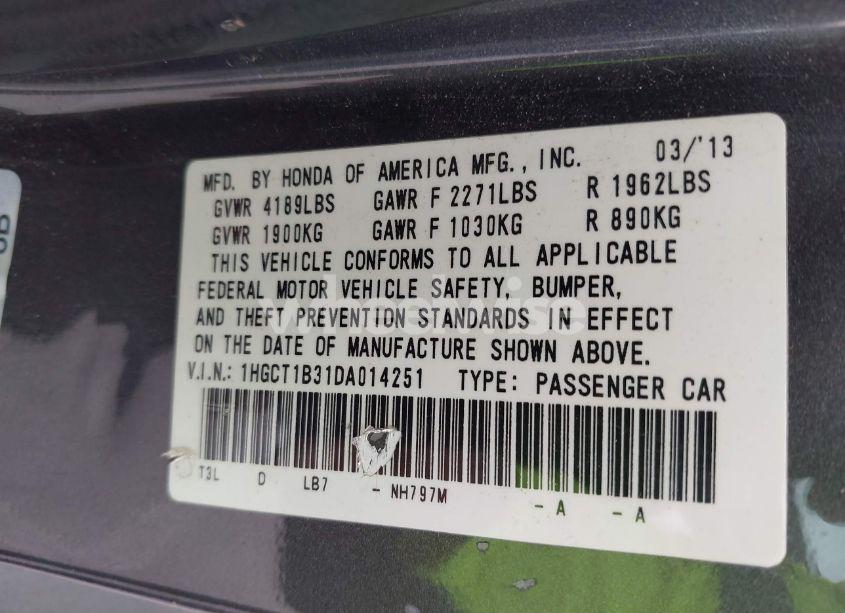 MFD. BY HONDA OF AMERICA MFG., INC. 03/'13
GVWR 4189LBS GAWR F 2271LBS R 1962LBS
GVWR 1900KG GAWR F 1030KG R 890KG
THIS VEHICLE CONFORMS TO ALL APPLICABLE
FEDERAL MOTOR VEHICLE SAFETY, BUMPER,
AND THEFT PREVENTION STANDARDS IN EFFECT
ON THE DATE OF MANUFACTURE SHOWN ABOVE.
V.I.N.: 1HGCT1B31DA014251 TYPE: PASSENGER CAR
T3L D LB7 - NH797M - A - A
wheelwise